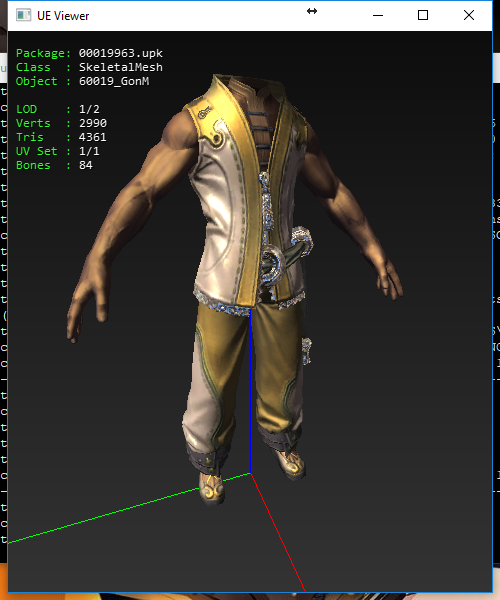 UE Viewer
Package: 00019963.upk
Class : SkeletalMesh
Object : 60019_GonM
LOD : 1/2
Verts : 2990
Tris : 4361
UV Set : 1/1
Bones : 84